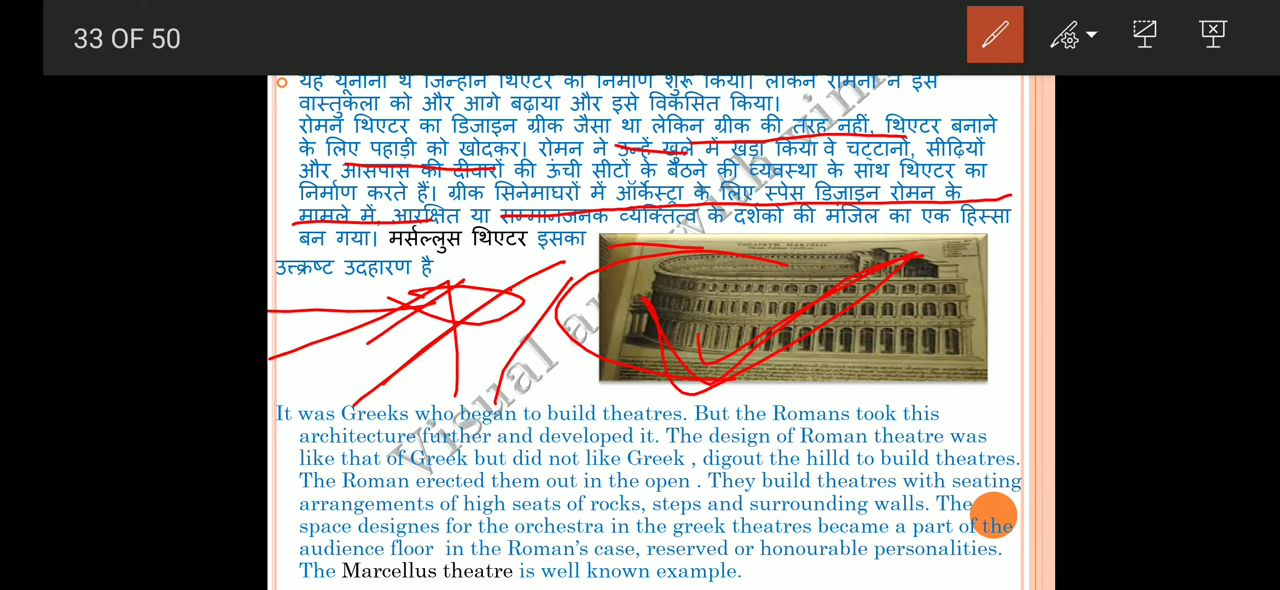 33 OF 50
यह यूनानी थे जिन्होंने थिएटर का निर्माण शुरू किया। लेकिन रोमनों ने इस
वास्तुकला को और आगे बढ़ाया और इसे विकसित किया।
रोमन थिएटर का डिजाइन ग्रीक जैसा था लेकिन ग्रीक की तरह नहीं, थिएटर बनाने
के लिए पहाड़ी को खोदकर। रोमन ने उन्हें खुले में खड़ा किया वे चट्टानों, सीढ़ियों
और आसपास की दीवारों की ऊंची सीटों के बैठने की व्यवस्था के साथ थिएटर का
निर्माण करते हैं। ग्रीक सिनेमाघरों में ऑर्केस्ट्रा के लिए स्पेस डिज़ाइन रोमन के
मामले में, आरक्षित या सम्मानजनक व्यक्तित्व के दर्शकों की मंजिल का एक हिस्सा
बन गया। मर्सल्लुस थिएटर इसका
उत्क्रष्ट उदहारण है
It was Greeks who began to build theatres. But the Romans took this
architecture further and developed it. The design of Roman theatre was
like that of Greek but did not like Greek , digout the hilld to build theatres.
The Roman erected them out in the open . They build theatres with seating
arrangements of high seats of rocks, steps and surrounding walls. The
space designes for the orchestra in the greek theatres became a part of the
audience floor in the Roman's case, reserved or honourable personalities.
The Marcellus theatre is well known example.